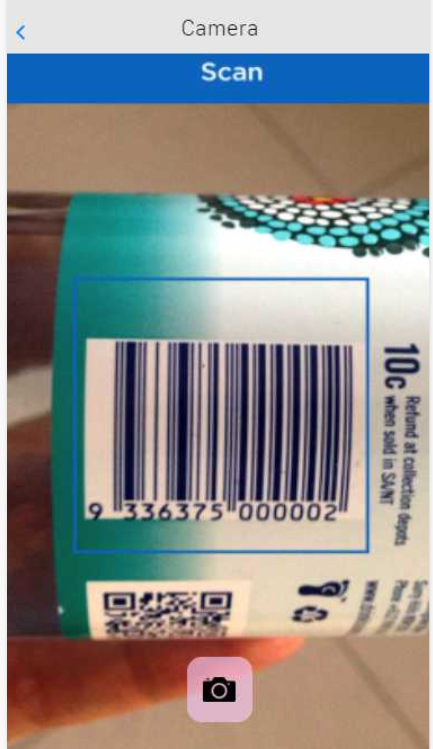 Camera
Scan
10c Refund at collection depots
when sold in SA/NT
9 336375 000002